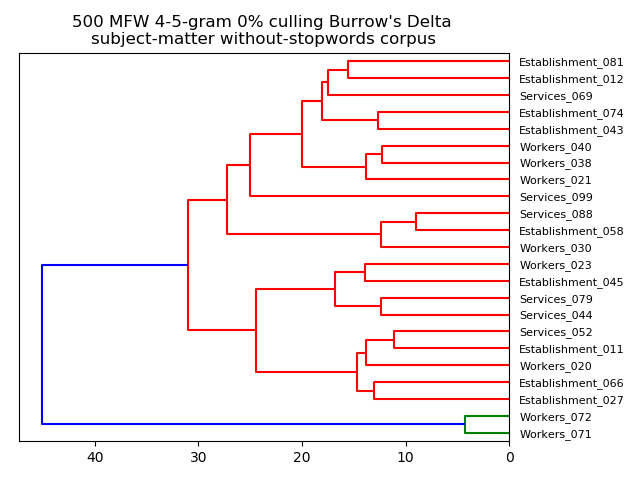 500 MFW 4-5-gram 0% culling Burrow's Delta
subject-matter without-stopwords corpus
Establishment_081
Establishment_012
Services_069
Establishment_074
Establishment_043
Workers_040
Workers_038
Workers_021
Services_099
Services_088
Establishment_058
Workers_030
Workers_023
Establishment_045
Services_079
Services_044
Services_052
Establishment_011
Workers_020
Establishment_066
Establishment_027
Workers_072
Workers_071
40 30 20 10 0